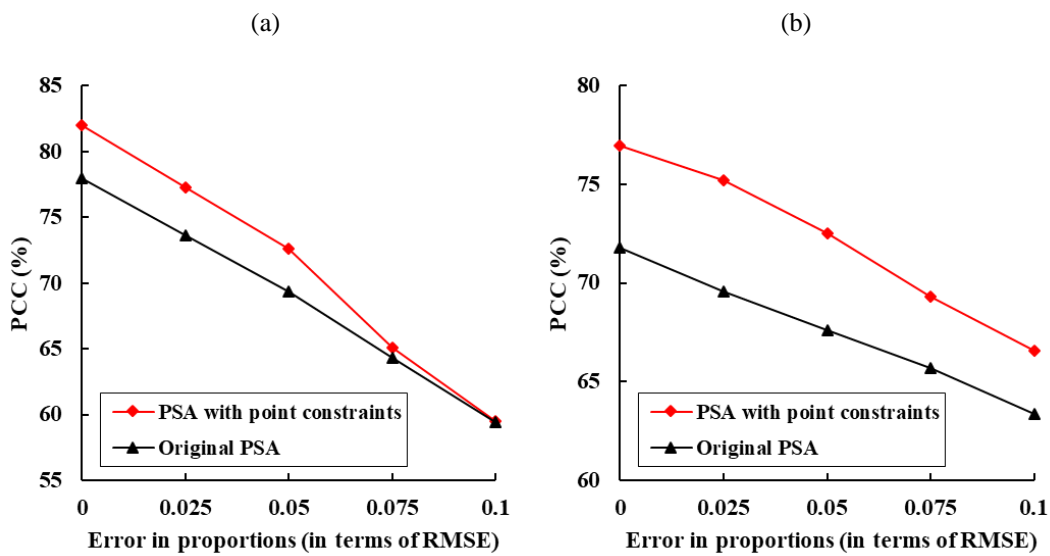 (a)
85
80
75
70
65
60
55
PCC (%)
PSA with point constraints
Original PSA
0 0.025 0.05 0.075 0.1
Error in proportions (in terms of RMSE)
(b)
80
75
70
65
60
PCC (%)
PSA with point constraints
Original PSA
0 0.025 0.05 0.075 0.1
Error in proportions (in terms of RMSE)